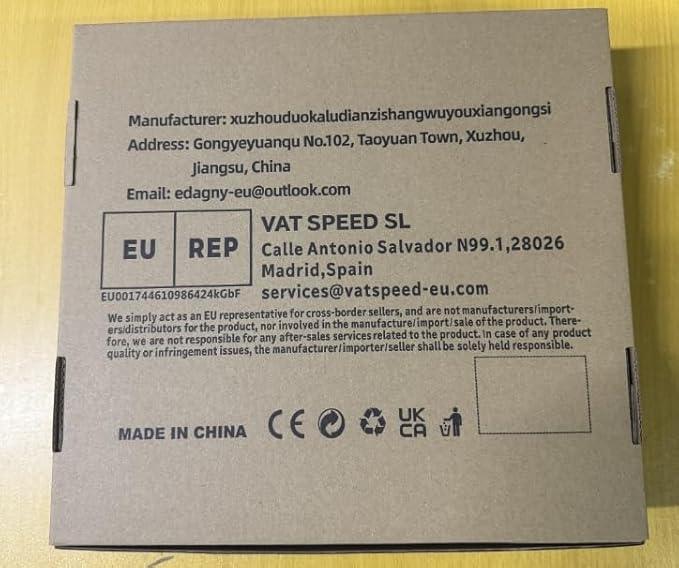 Manufacturer: xuzhouduokaludianzishangwuyouxiangongsi
Address: Gongyeyuanqu No.102, Taoyuan Town, Xuzhou,
Jiangsu, China
Email: edagny-eu@outlook.com
EU REP
EU001744610986424kGbF
VAT SPEED SL
Calle Antonio Salvador N99.1,28026
Madrid,Spain
services@vatspeed-eu.com
We simply act as an EU representative for cross-border sellers, and are not manufacturers/import-
ers/distributors for the product, nor involved in the manufacture/import/sale of the product. There-
fore, we are not responsible for any after-sales services related to the product. In case of any product
quality or infringement issues, the manufacturer/importer/seller shall be solely held responsible.
MADE IN CHINA CE UK
CA